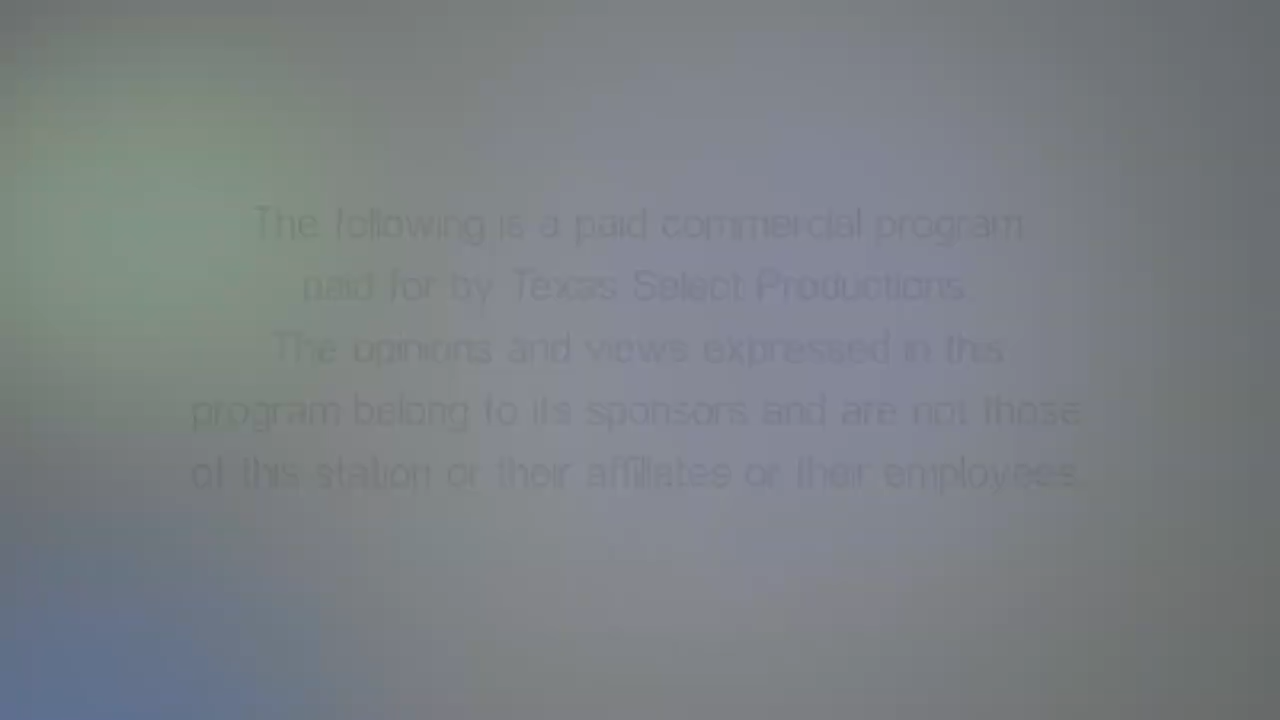 The following is a paid commercial program
paid for by Texas Select Productions.
The opinions and views expressed in this
program belong to its sponsors and are not those
of this station or their affiliates or their employees.